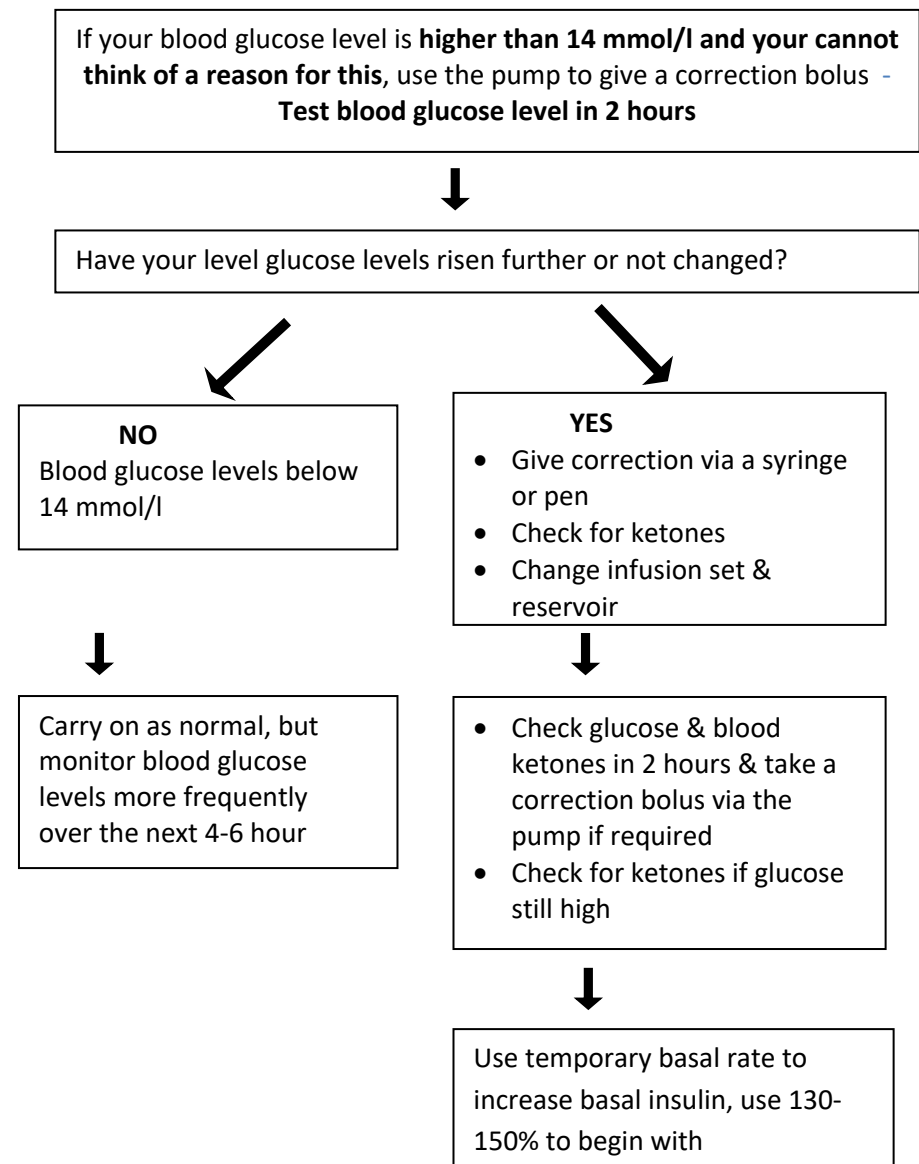 If your blood glucose level is higher than 14 mmol/l and your cannot
think of a reason for this, use the pump to give a correction bolus -
Test blood glucose level in 2 hours
Have your level glucose levels risen further or not changed?
NO
Blood glucose levels below
14 mmol/l
Carry on as normal, but
monitor blood glucose
levels more frequently
over the next 4-6 hour
YES
• Give correction via a syringe
or pen
• Check for ketones
• Change infusion set &
reservoir
• Check glucose & blood
ketones in 2 hours & take a
correction bolus via the
pump if required
• Check for ketones if glucose
still high
Use temporary basal rate to
increase basal insulin, use 130-
150% to begin with